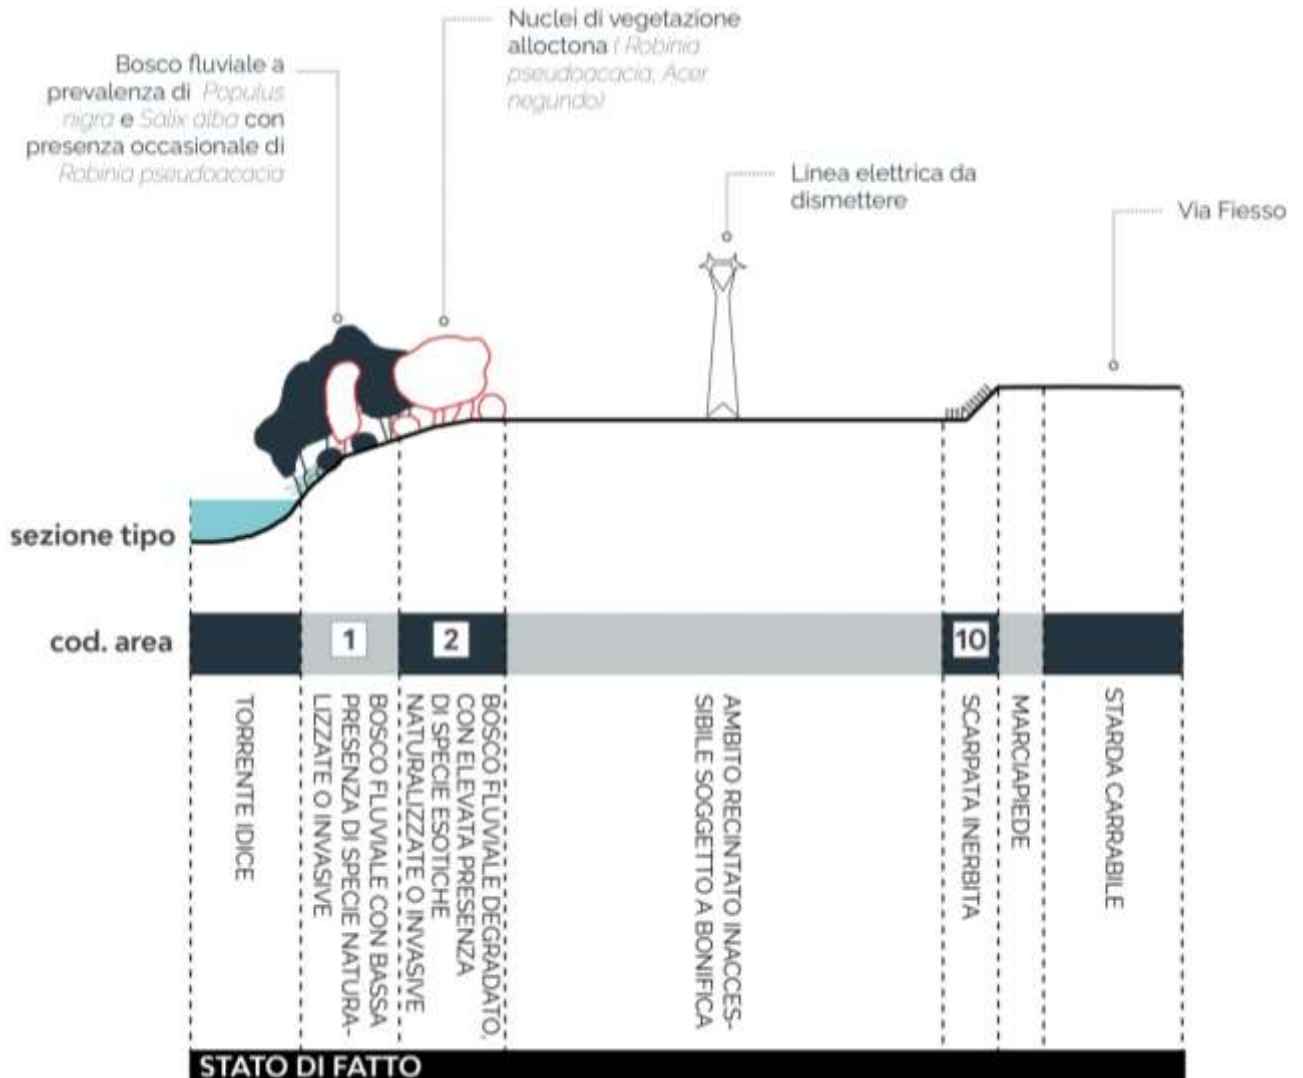 Nuclei di vegetazione
alloctona ( Robinia
pseudoacacia, Acer
negundo)
Bosco fluviale a
prevalenza di Populus
nigra e Salix alba con
presenza occasionale di
Robinia pseudoacacia
Linea elettrica da
dismettere
Via Fiesso
sezione tipo
cod. area
1
2
10
TORRENTE IDICE
BOSCO FLUVIALE CON BASSA
PRESENZA DI SPECIE NATURA-
LIZZATE O INVASIVE
BOSCO FLUVIALE DEGRADATO,
CON ELEVATA PRESENZA
DI SPECIE ESOTICHE
NATURALIZZATE O INVASIVE
AMBITO RECINTATO INACCES-
SIBILE SOGGETTO A BONIFICA
SCARPATA INERBITA
MARCIAPIEDE
STARDA CARRABILE
STATO DI FATTO